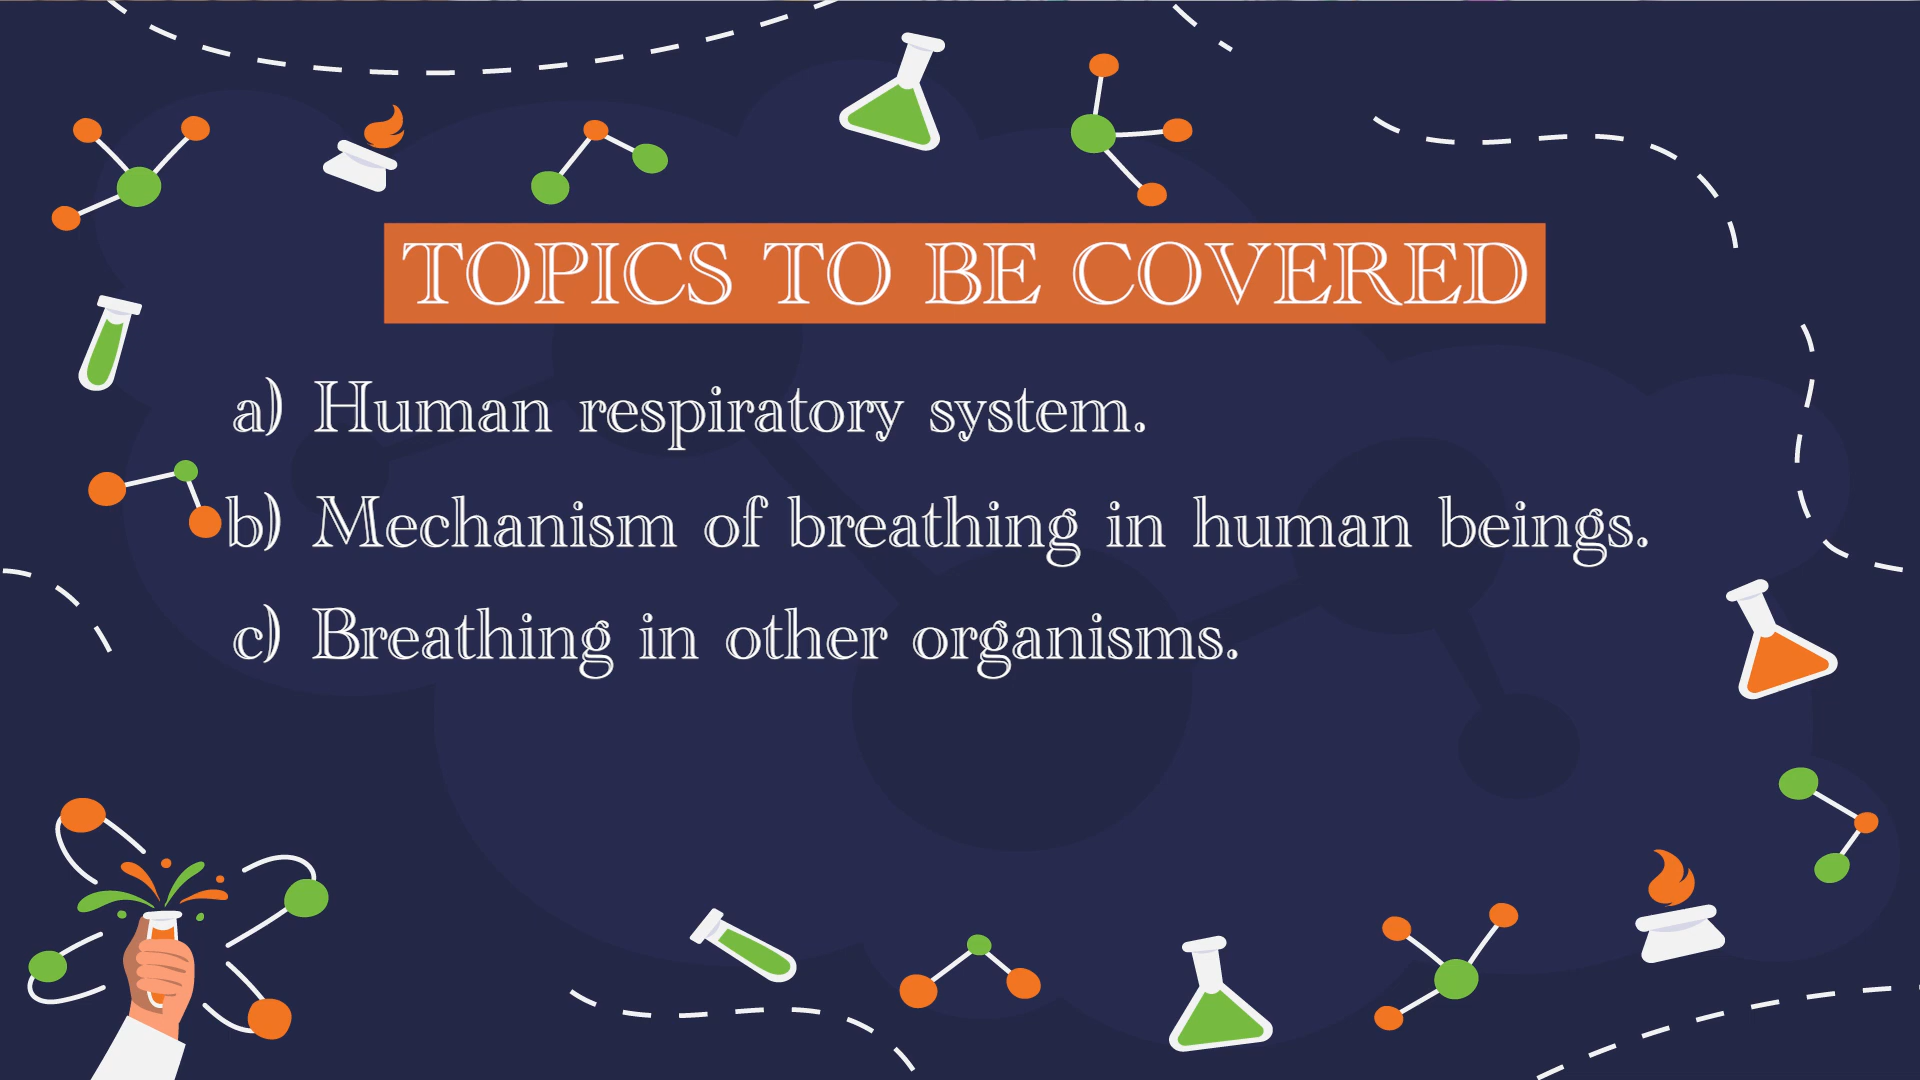 TOPICS TO BE COVERED
a) Human respiratory system.
b) Mechanism of breathing in human beings.
c) Breathing in other organisms.